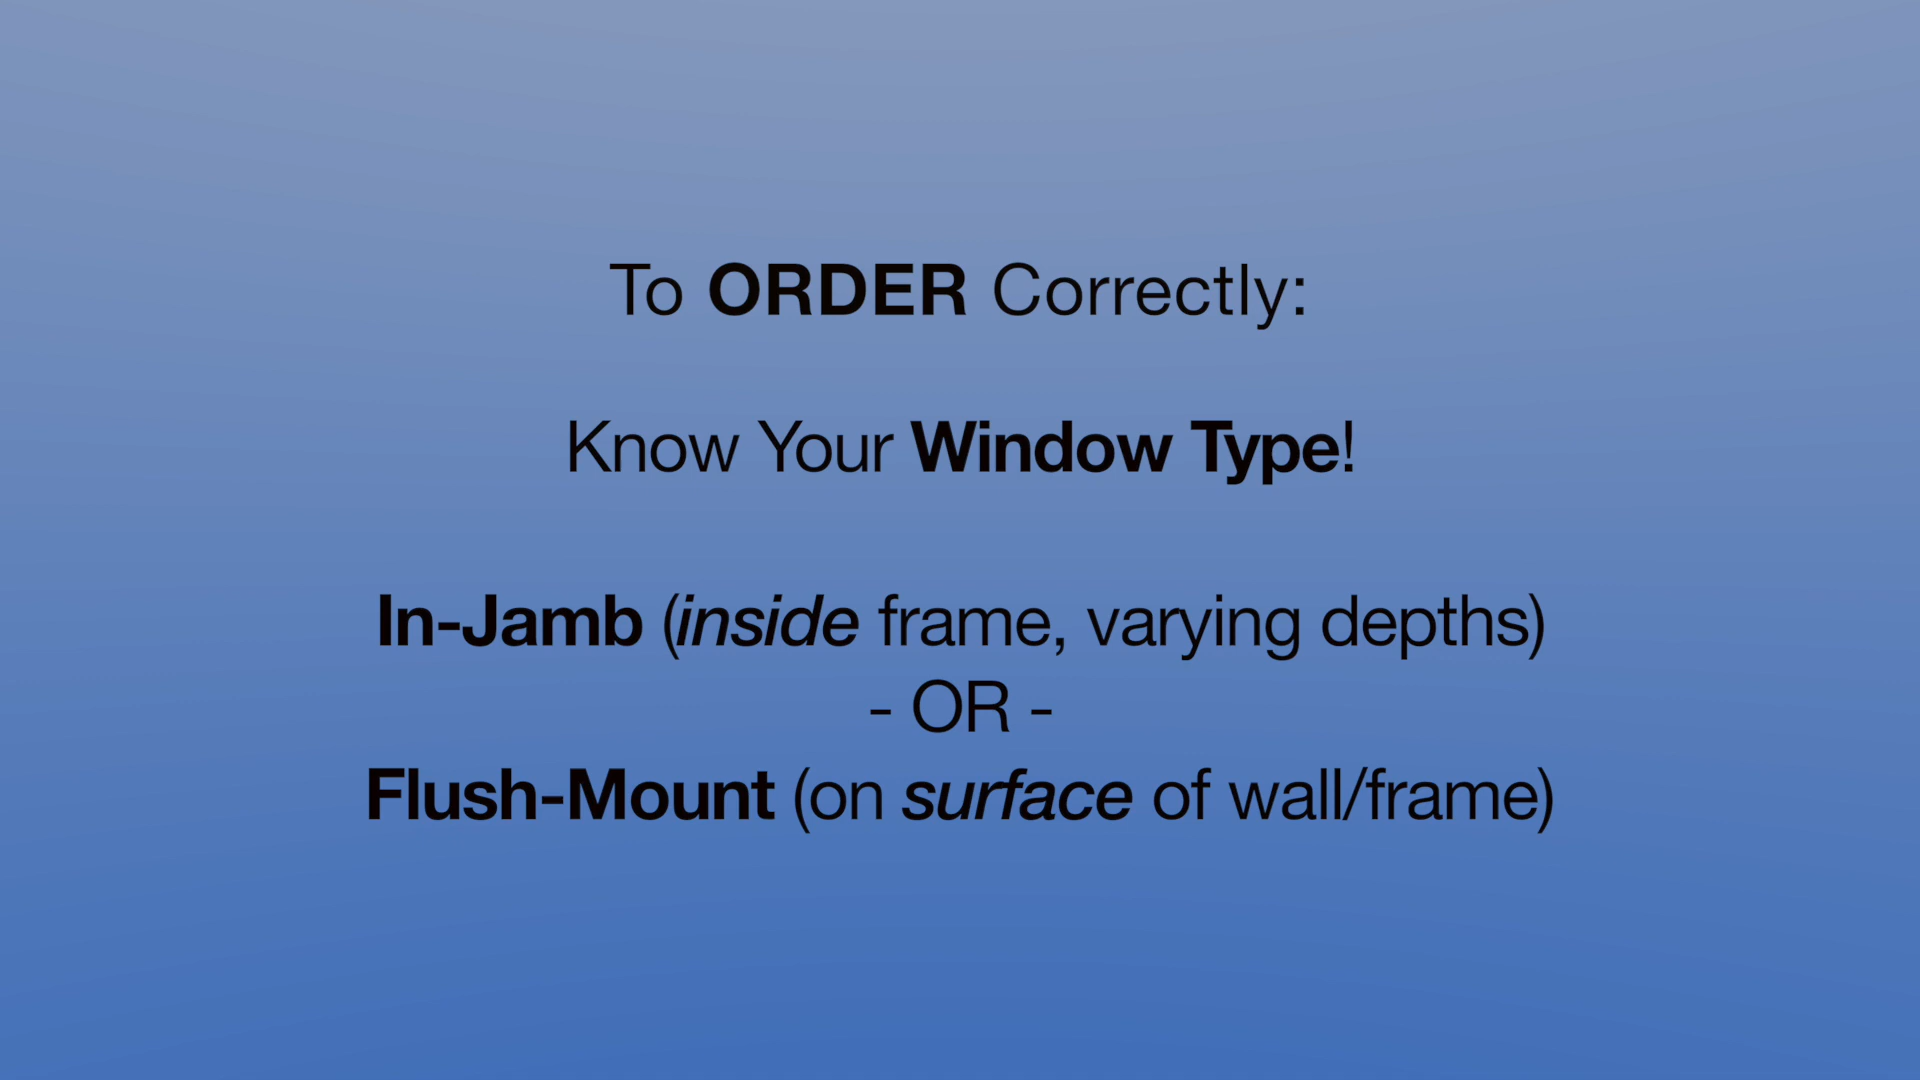 To ORDER Correctly:
Know Your Window Type!
In-Jamb (inside frame, varying depths)
- OR -
Flush-Mount (on surface of wall/frame)